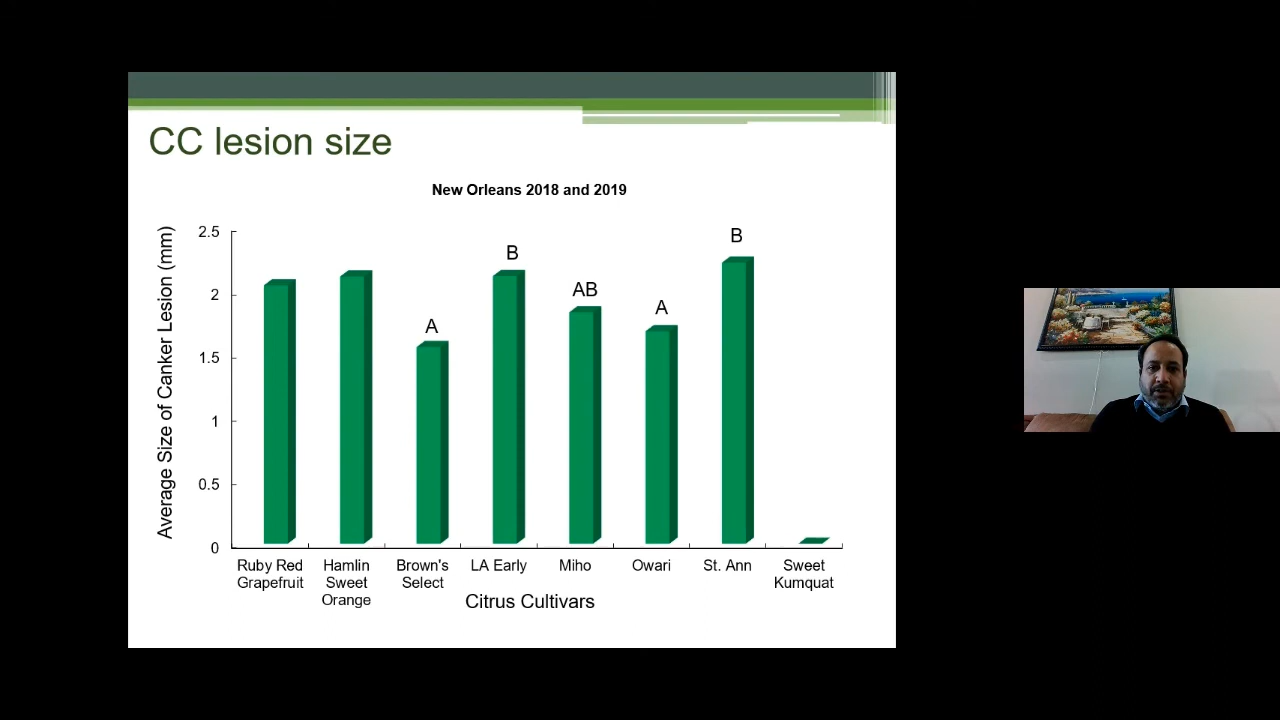 CC lesion size
New Orleans 2018 and 2019
Average Size of Canker Lesion (mm)
2.5
2
1.5
1
0.5
0
A
B
AB
A
B
Ruby Red
Grapefruit
Hamlin
Sweet
Orange
Brown's
Select
LA Early
Miho
Owari
St. Ann
Sweet
Kumquat
Citrus Cultivars